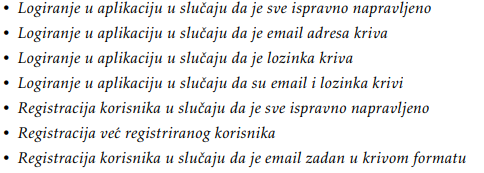 • Logiranje u aplikaciju u slučaju da je sve ispravno napravljeno
• Logiranje u aplikaciju u slučaju da je email adresa kriva
• Logiranje u aplikaciju u slučaju da je lozinka kriva
• Logiranje u aplikaciju u slučaju da su email i lozinka krivi
• Registracija korisnika u slučaju da je sve ispravno napravljeno
• Registracija već registriranog korisnika
• Registracija korisnika u slučaju da je email zadan u krivom formatu